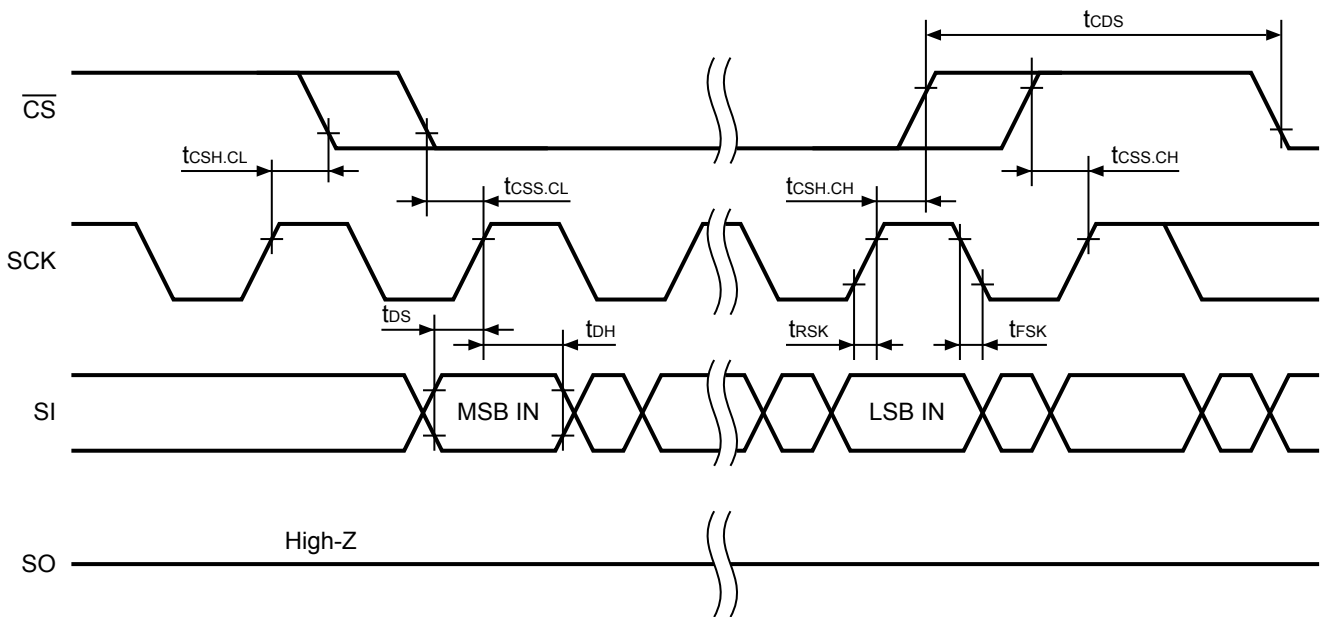 tCDS
CS
tCSH.CL
tCSS.CL
tCSH.CH
tCSS.CH
SCK
tDS
tDH
tRSK
tFSK
SI
MSB IN
LSB IN
High-Z
SO